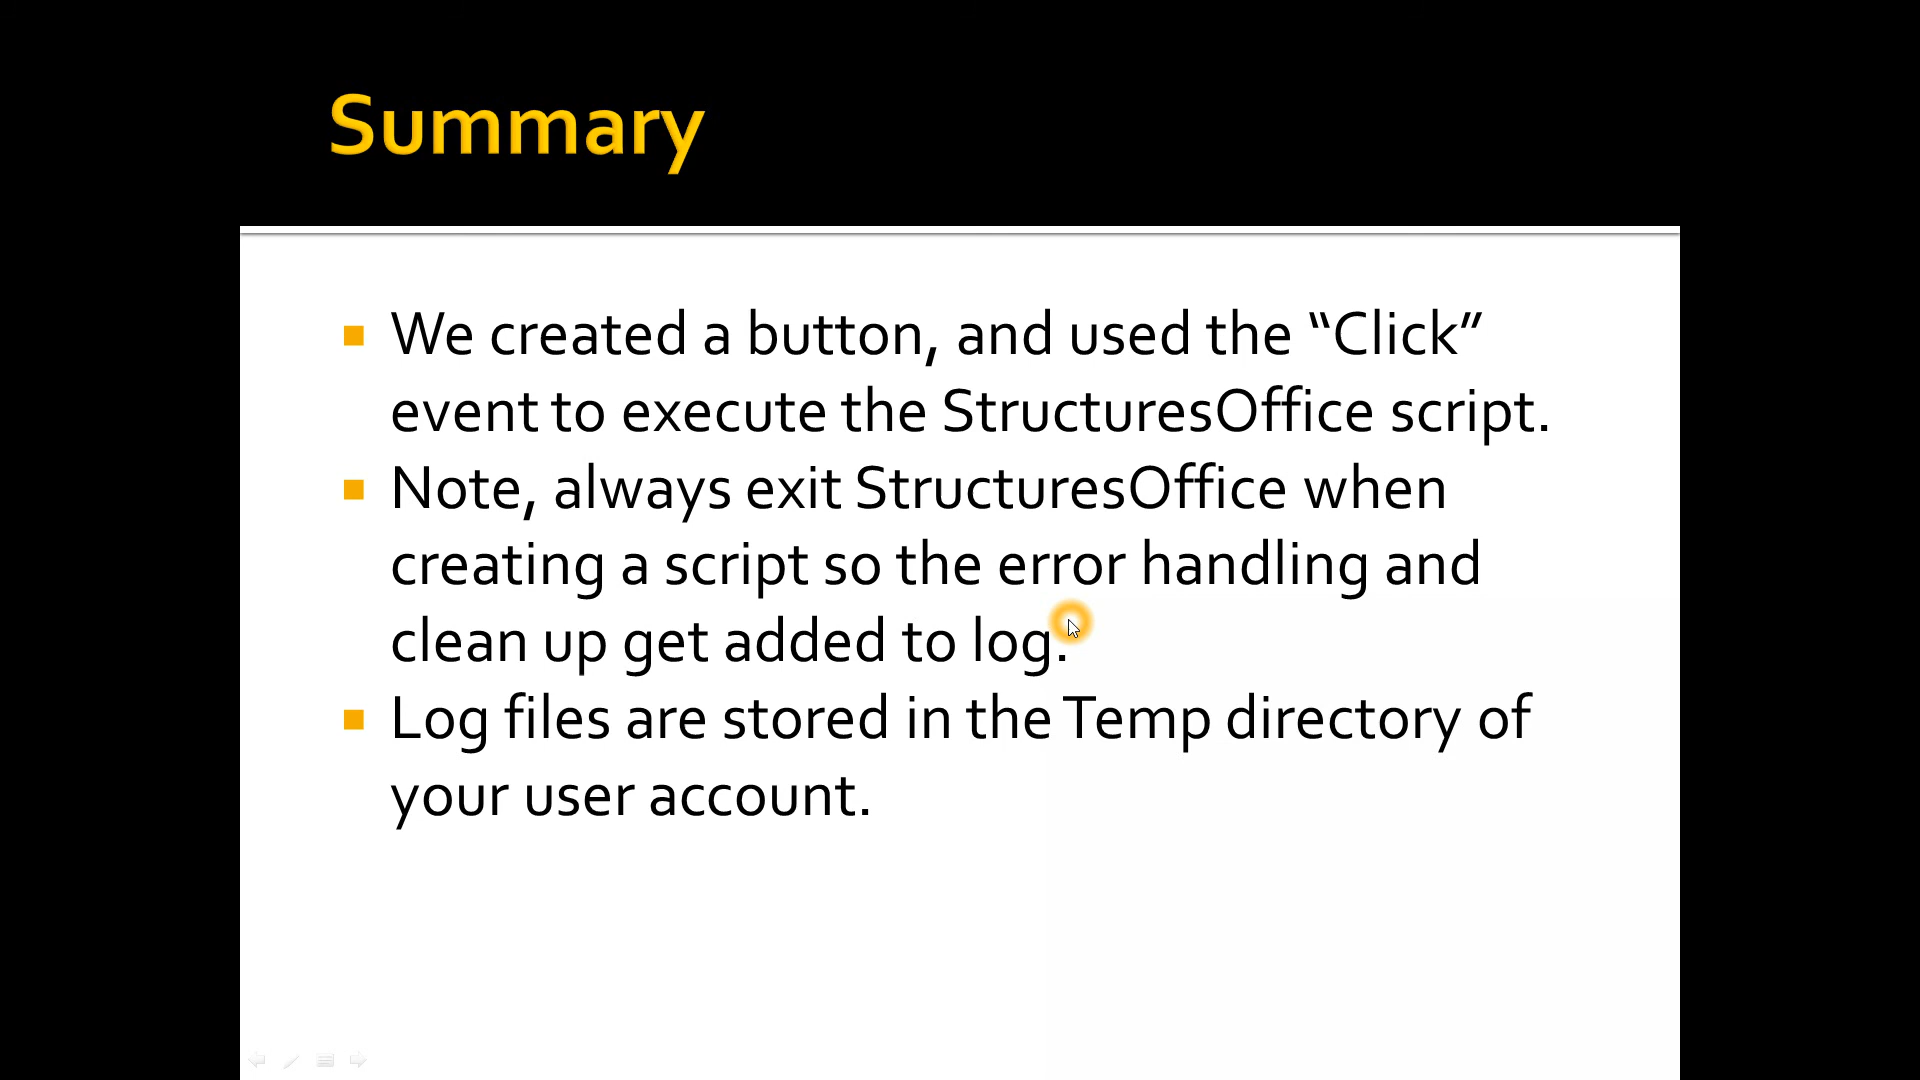 Summary
We created a button, and used the “Click”
event to execute the StructuresOffice script.
Note, always exit StructuresOffice when
creating a script so the error handling and
clean up get added to log.
Log files are stored in the Temp directory of
your user account.